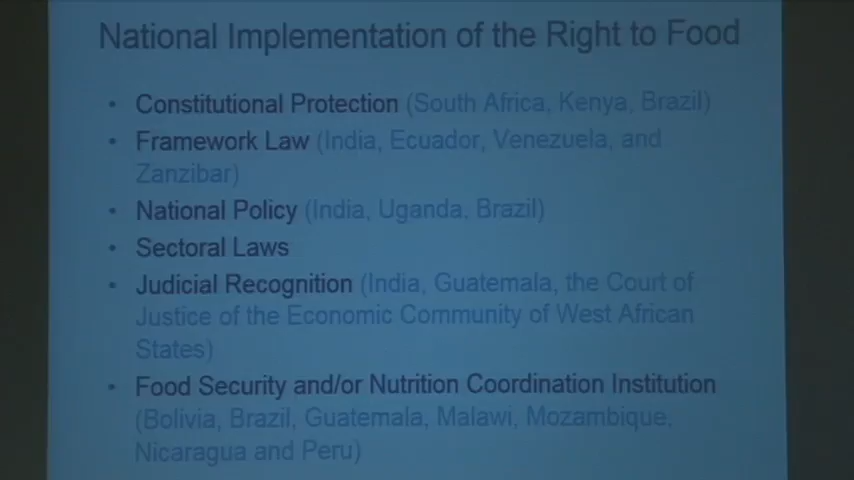 National Implementation of the Right to Food
• Constitutional Protection (South Africa, Kenya, Brazil)
• Framework Law (India, Ecuador, Venezuela, and
Zanzibar)
• National Policy (India, Uganda, Brazil)
• Sectoral Laws
• Judicial Recognition (India, Guatemala, the Court of
Justice of the Economic Community of West African
States)
• Food Security and/or Nutrition Coordination Institution
(Bolivia, Brazil, Guatemala, Malawi, Mozambique,
Nicaragua and Peru)